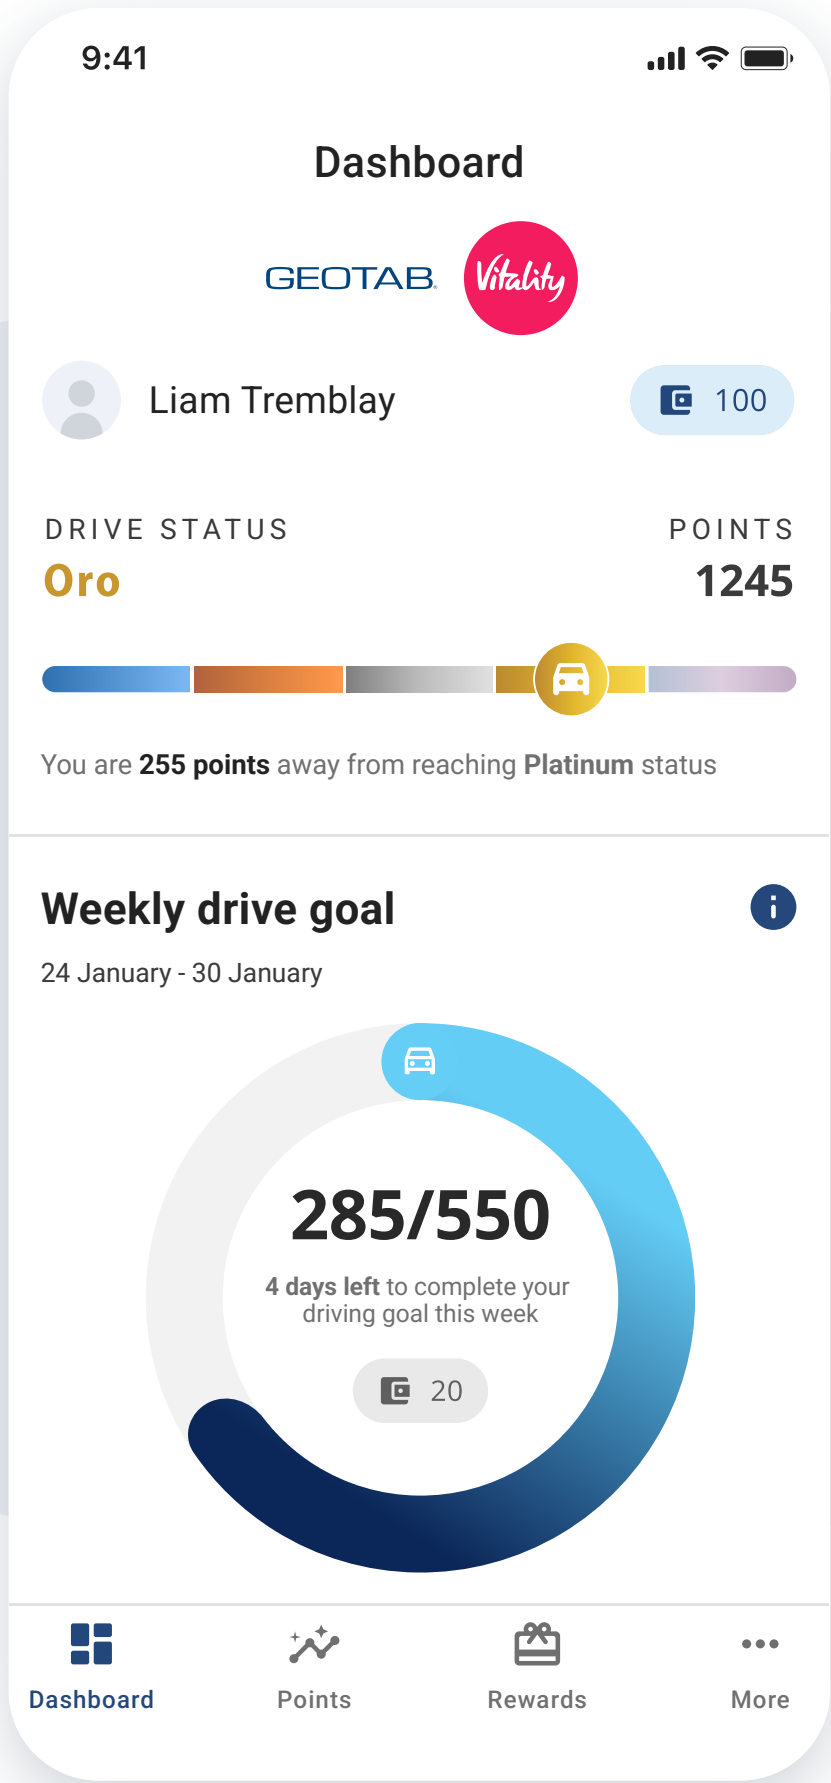 9:41
Dashboard
GEOTAB
Vitality
Liam Tremblay
100
DRIVE STATUS
POINTS
Oro
1245
You are 255 points away from reaching Platinum status
Weekly drive goal
24 January - 30 January
285/550
4 days left to complete your
driving goal this week
20
Dashboard
Points
Rewards
More